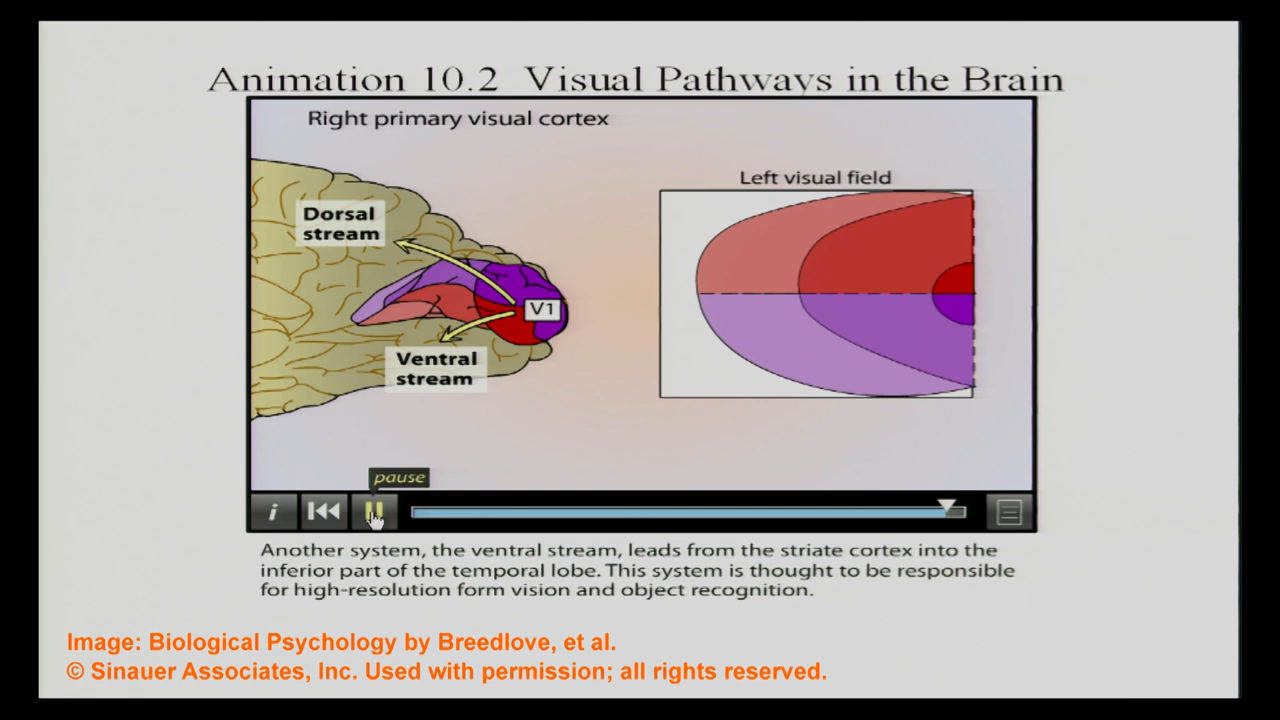 Animation 10.2 Visual Pathways in the Brain
Right primary visual cortex
Left visual field
Dorsal
stream
V1
Ventral
stream
pause
i
Another system, the ventral stream, leads from the striate cortex into the
inferior part of the temporal lobe. This system is thought to be responsible
for high-resolution form vision and object recognition.
Image: Biological Psychology by Breedlove, et al.
© Sinauer Associates, Inc. Used with permission; all rights reserved.